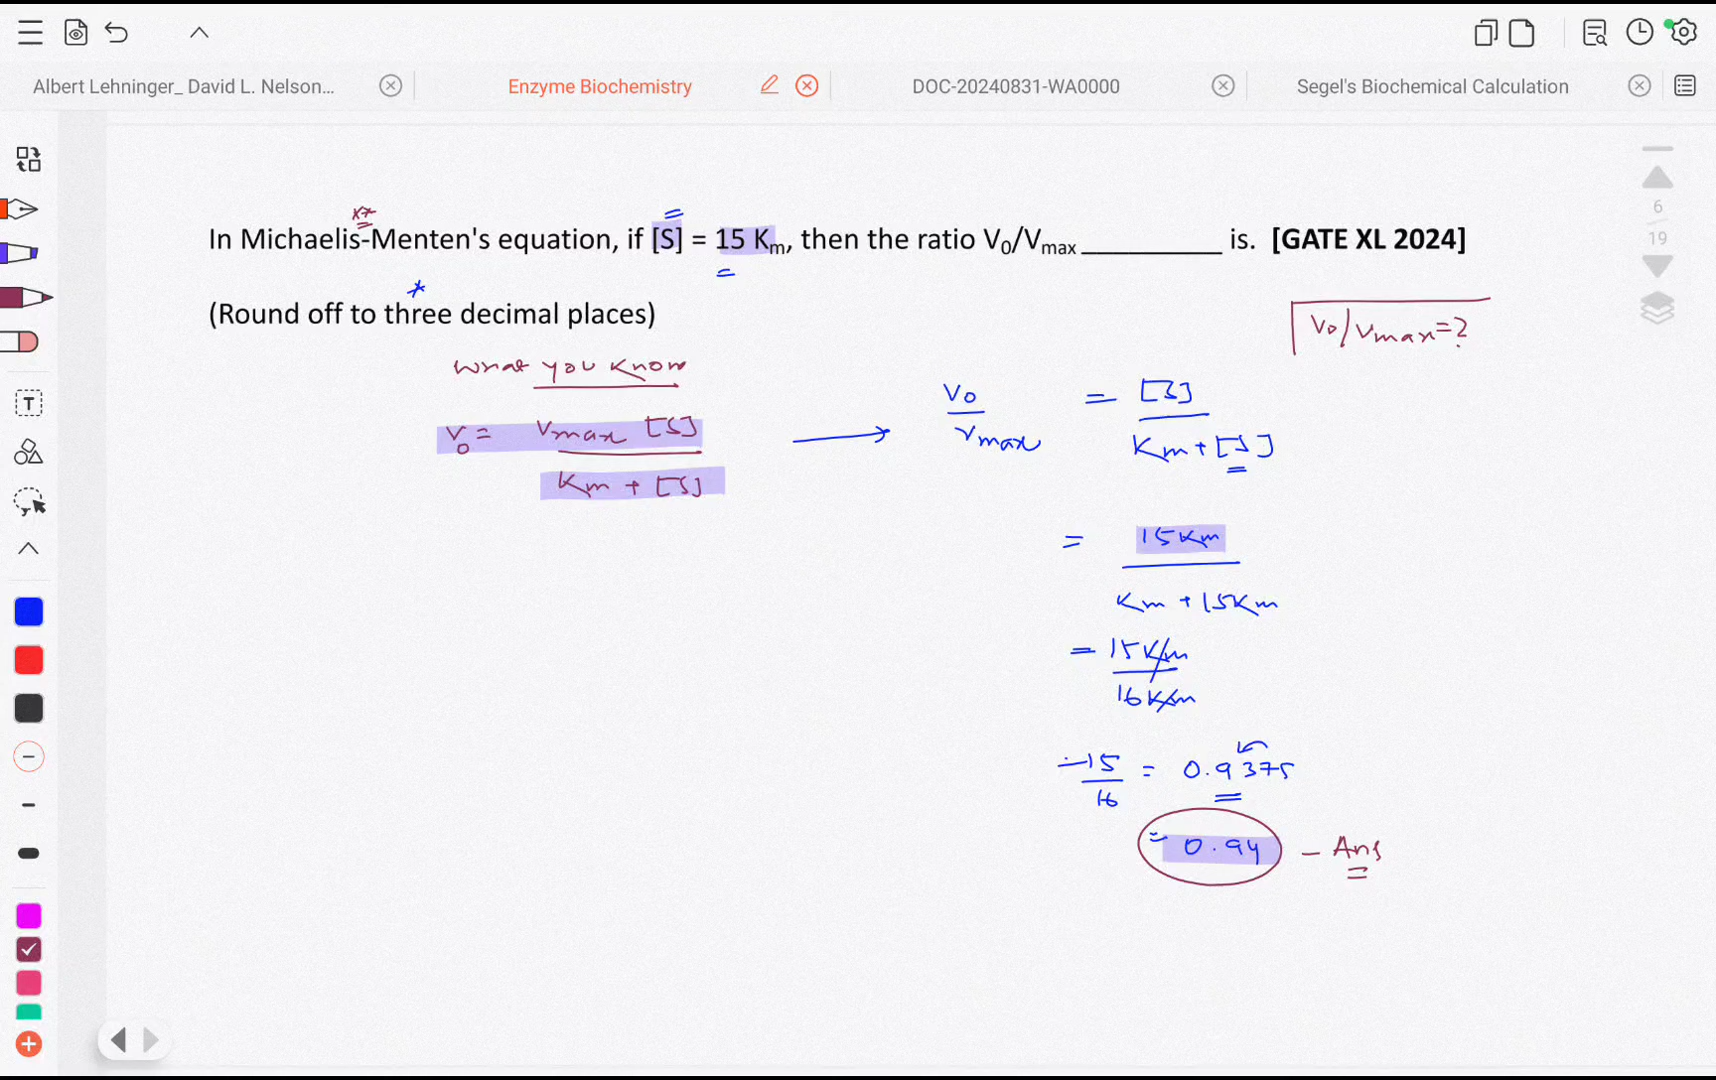 Albert Lehninger_ David L. Nelson...
Enzyme Biochemistry
DOC-20240831-WA0000
Segel's Biochemical Calculation
6
19
T
**
In Michaelis-Menten's equation, if [S] = 15 Km, then the ratio V0/Vmax __________ is. [GATE XL 2024]
*
(Round off to three decimal places)
V0/Vmax=?
what you know
V0 = Vmax [S]
Km + [S]
V0 = [S]
Vmax Km + [S]
= 15Km
Km + 15Km
= 15Km
16Km
-15 = 0.9375
16
= 0.94 - Ans